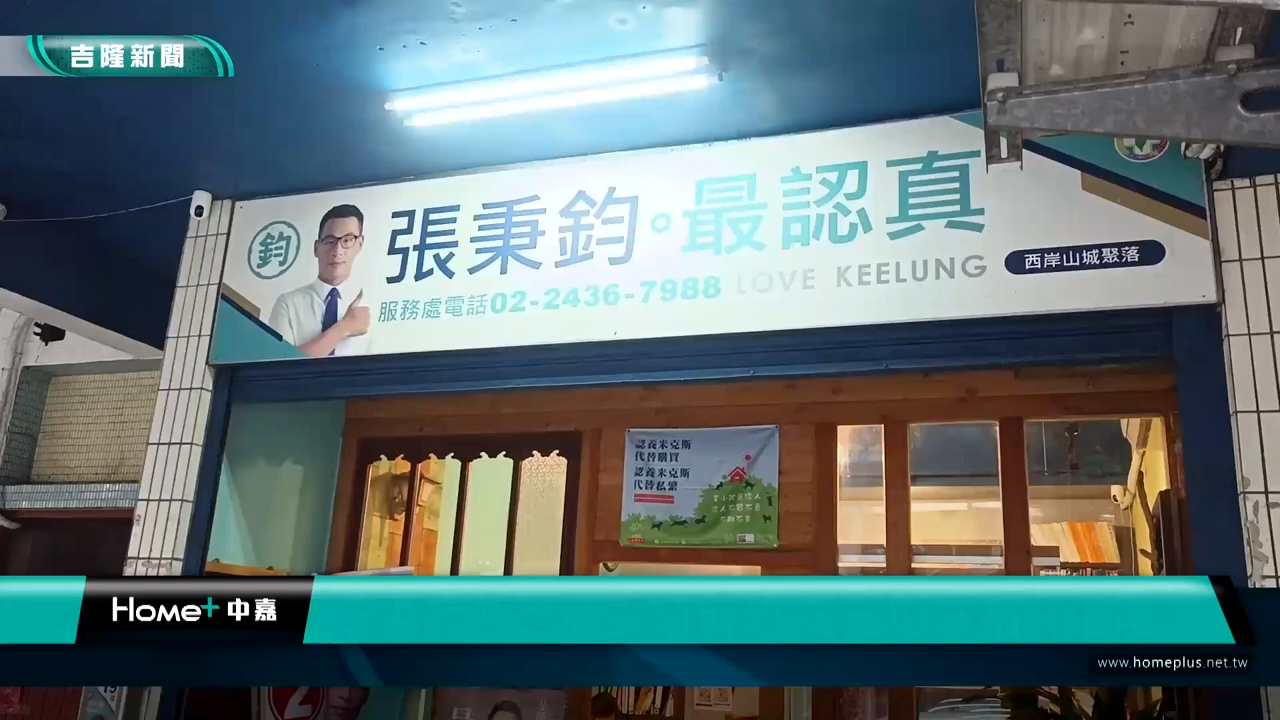 吉隆新聞
鈞
張秉鈞。最認真
服務處電話02-2436-7988
LOVE KEELUNG
西岸山城聚落
認養米克斯
代替購買
認養米克斯
代替私繁
Home+中嘉
www.homeplus.net.tw
2